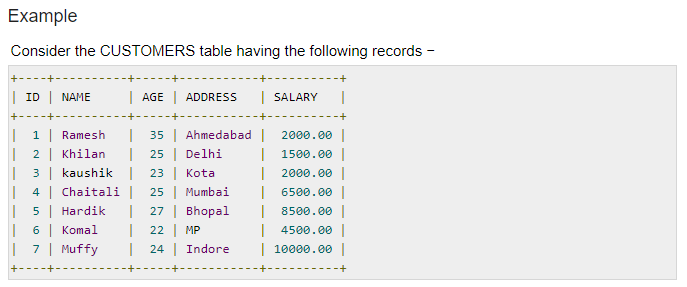 Example
Consider the CUSTOMERS table having the following records −
+----+----------+-----+-----------+----------+
| ID | NAME     | AGE | ADDRESS   | SALARY   |
+----+----------+-----+-----------+----------+
|  1 | Ramesh   |  35 | Ahmedabad |  2000.00 |
|  2 | Khilan   |  25 | Delhi     |  1500.00 |
|  3 | kaushik  |  23 | Kota      |  2000.00 |
|  4 | Chaitali |  25 | Mumbai    |  6500.00 |
|  5 | Hardik   |  27 | Bhopal    |  8500.00 |
|  6 | Komal    |  22 | MP        |  4500.00 |
|  7 | Muffy    |  24 | Indore    | 10000.00 |
+----+----------+-----+-----------+----------+